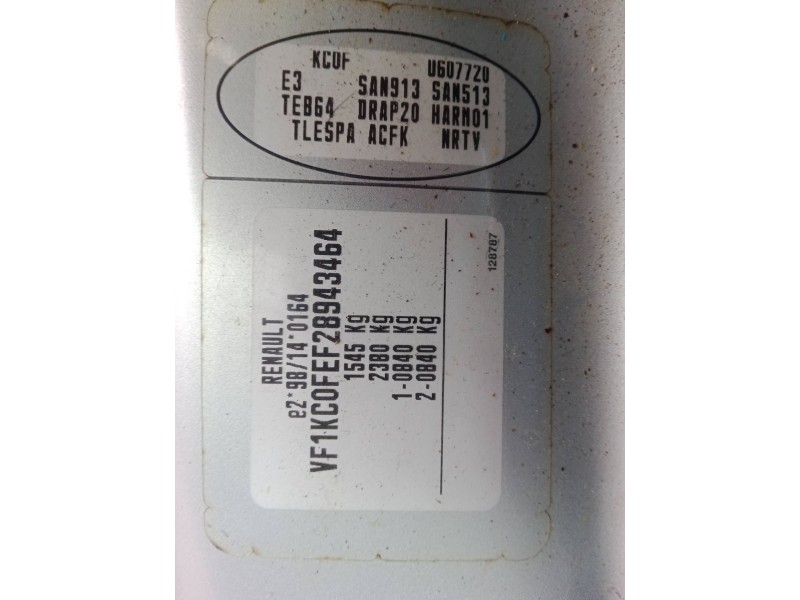 KC0F U607720
E3 SAN913 SAN513
TEB64 DRAP20 HARM01
TLESPA ACFK NRTV
RENAULT
e2*98/14*0164
VF1KC0FEF28943464
1545 Kg
2380 Kg
1-0840 Kg
2-0840 Kg
128787